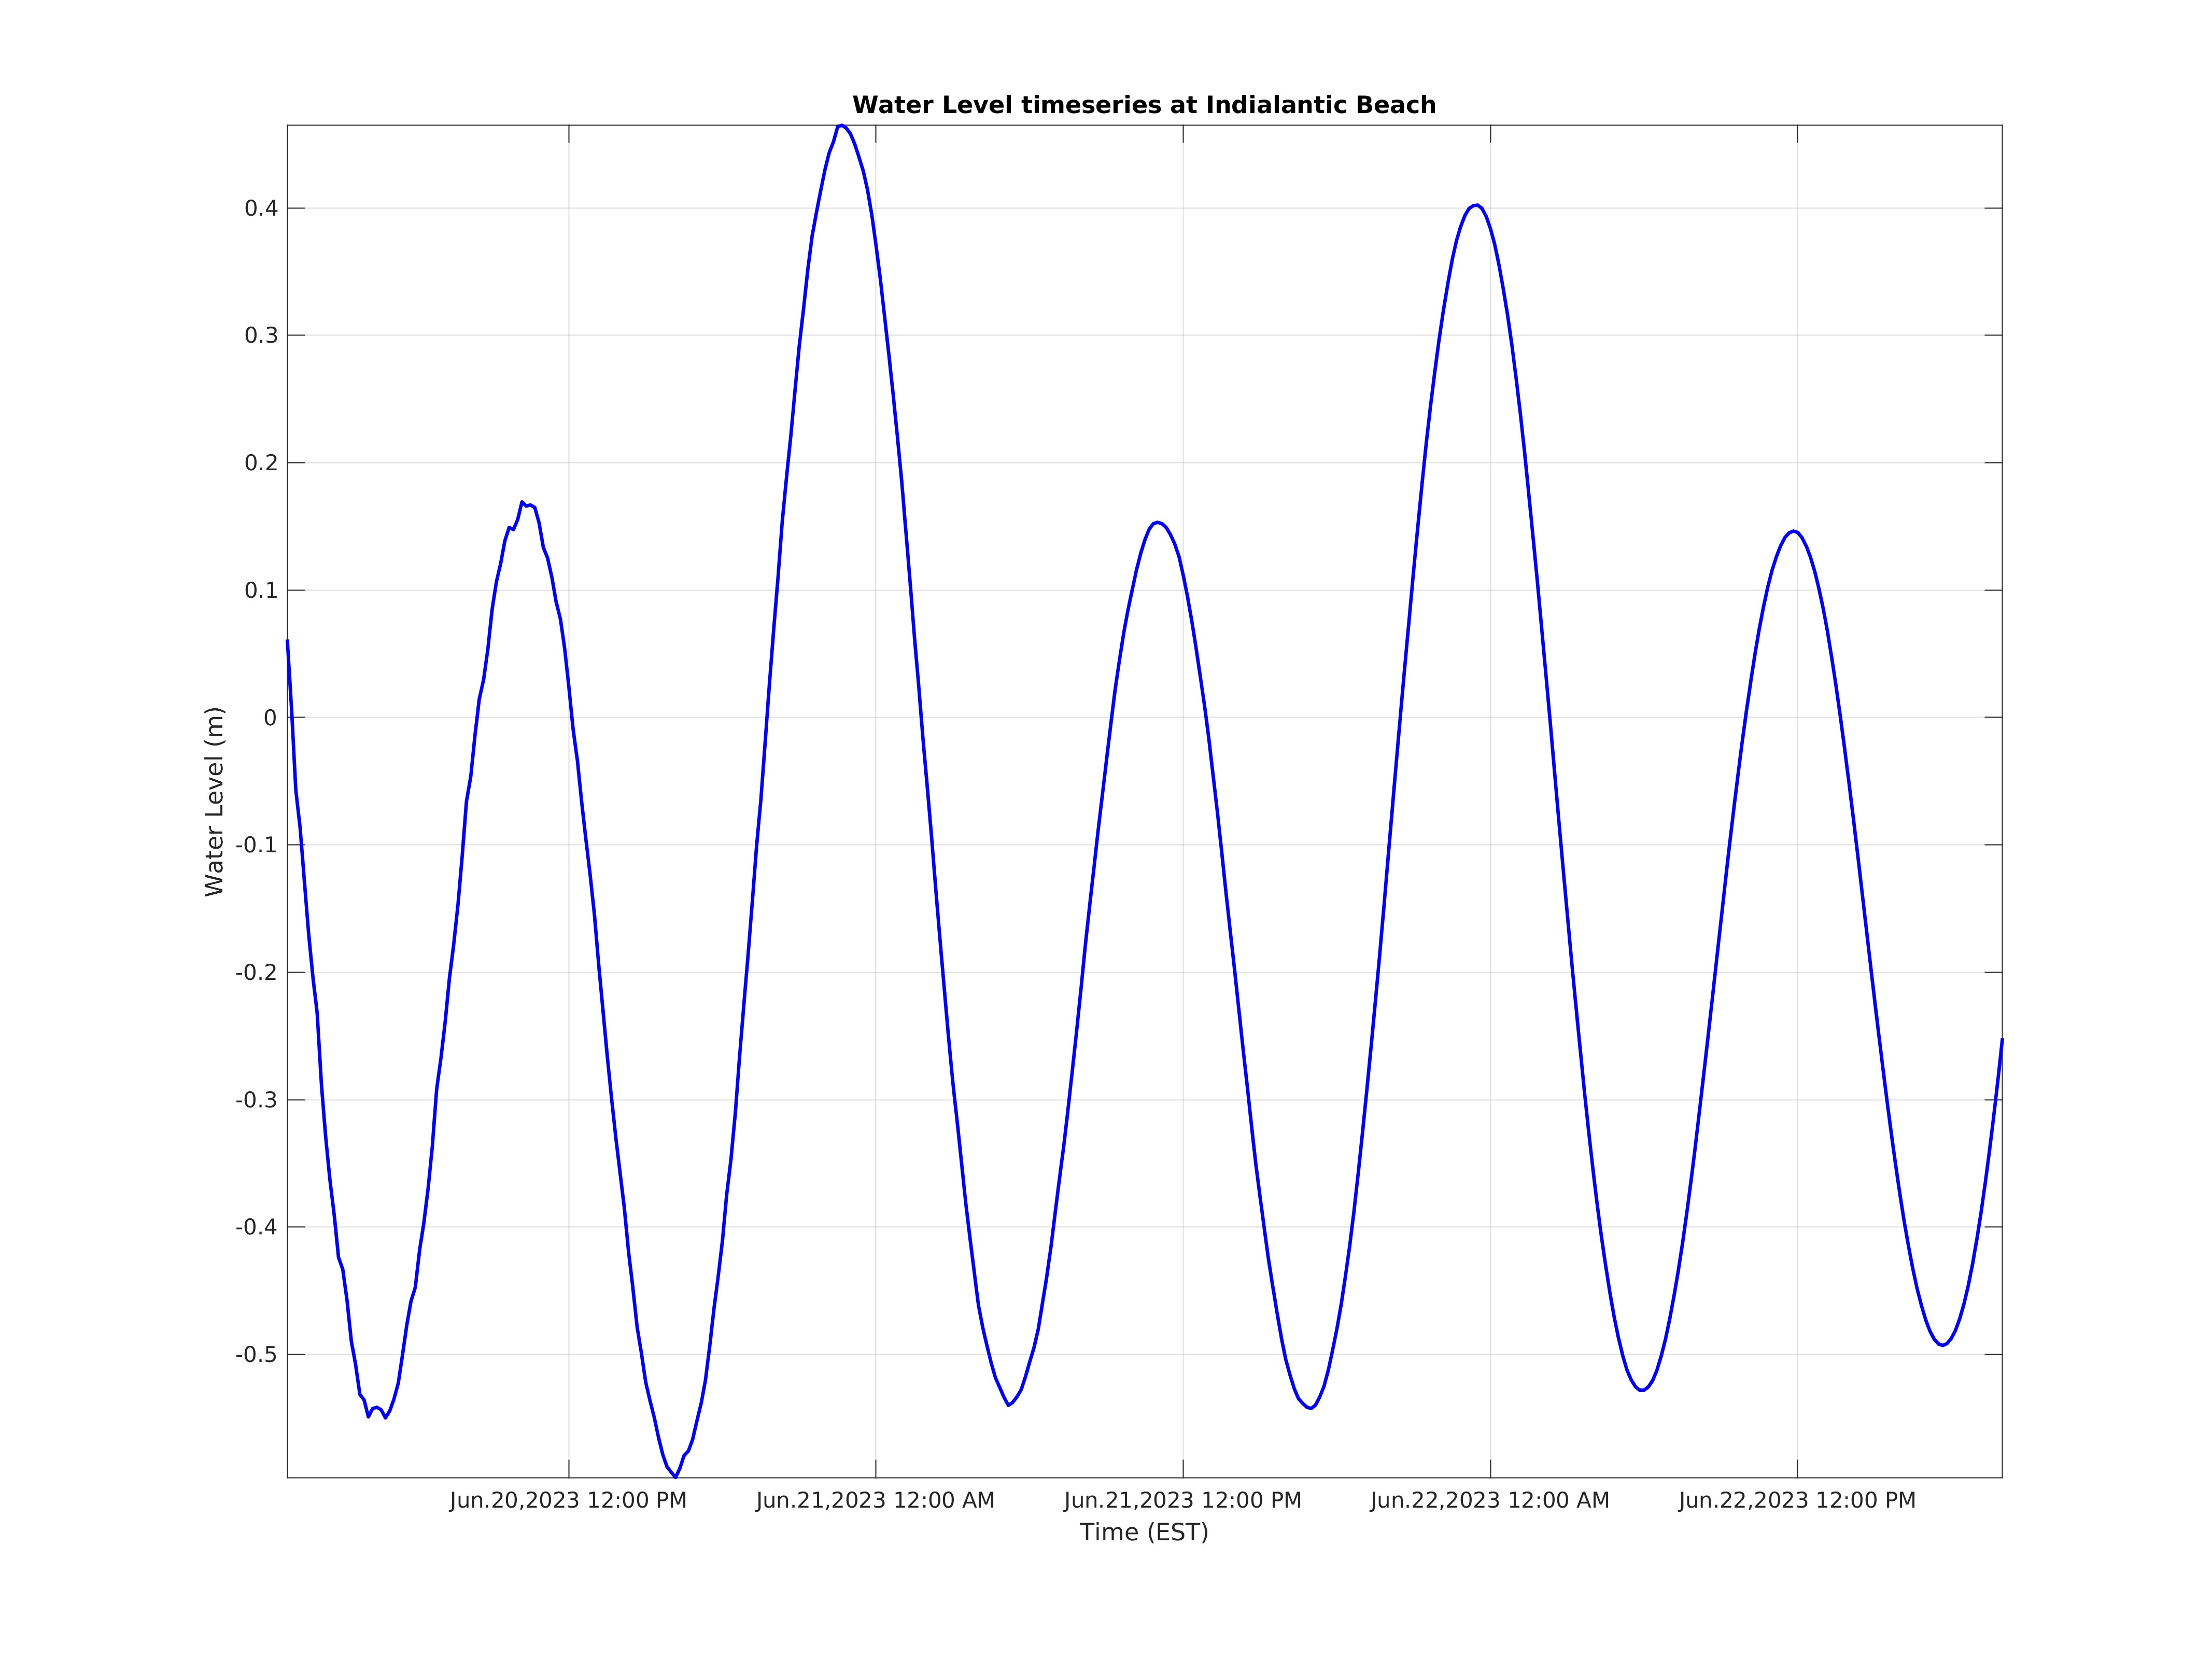 Water Level timeseries at Indialantic Beach
0.4
0.3
0.2
0.1
0
-0.1
-0.2
-0.3
-0.4
-0.5
Water Level (m)
Jun.20,2023 12:00 PM
Jun.21,2023 12:00 AM
Jun.21,2023 12:00 PM
Jun.22,2023 12:00 AM
Jun.22,2023 12:00 PM
Time (EST)